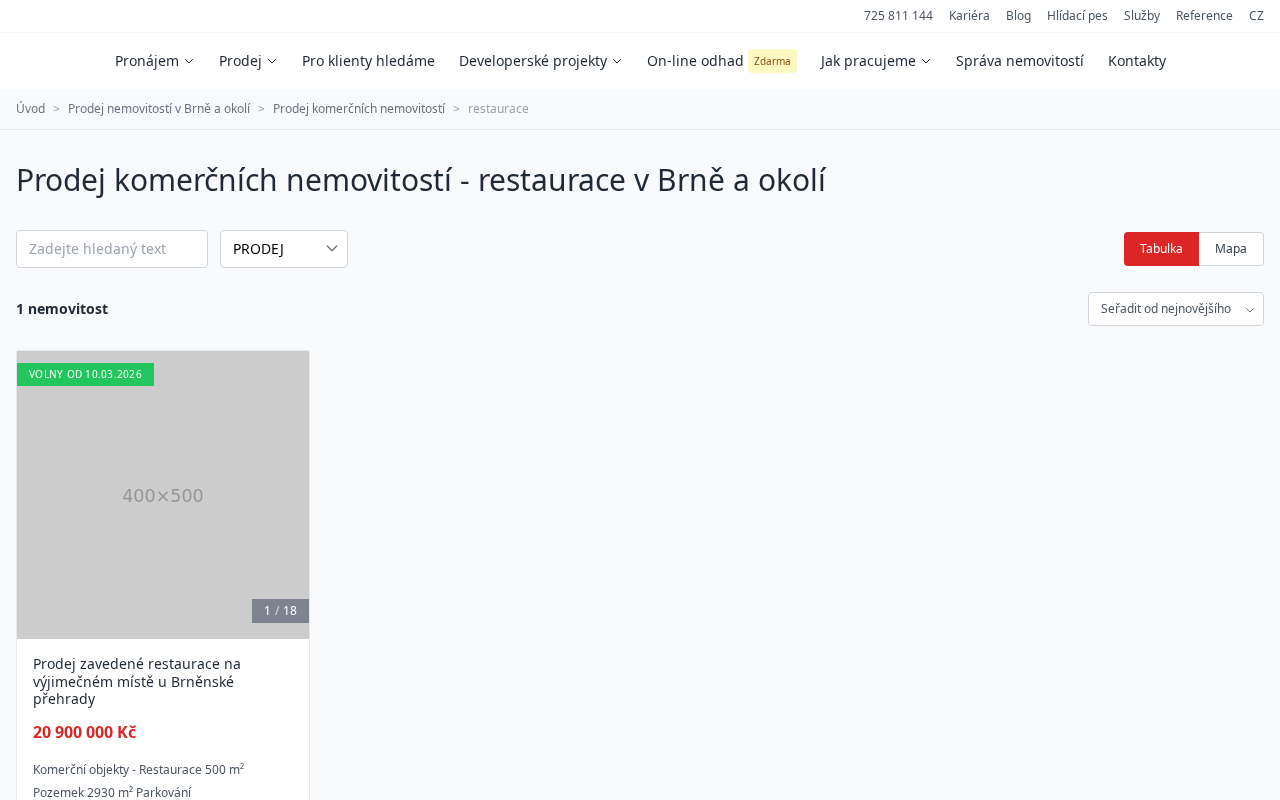 725 811 144 Kariéra Blog Hlídací pes Služby Reference CZ
Pronájem Prodej Pro klienty hledáme Developerské projekty On-line odhad Zdarma Jak pracujeme Správa nemovitostí Kontakty
Úvod > Prodej nemovitostí v Brně a okolí > Prodej komerčních nemovitostí > restaurace
Prodej komerčních nemovitostí - restaurace v Brně a okolí
Zadejte hledaný text PRODEJ Tabulka Mapa
1 nemovitost Seřadit od nejnovějšího
VOLNY OD 10.03.2026
400×500
1 / 18
Prodej zavedené restaurace na
výjimečném místě u Brněnské
přehrady
20 900 000 Kč
Komerční objekty - Restaurace 500 m²
Pozemek 2930 m² Parkování